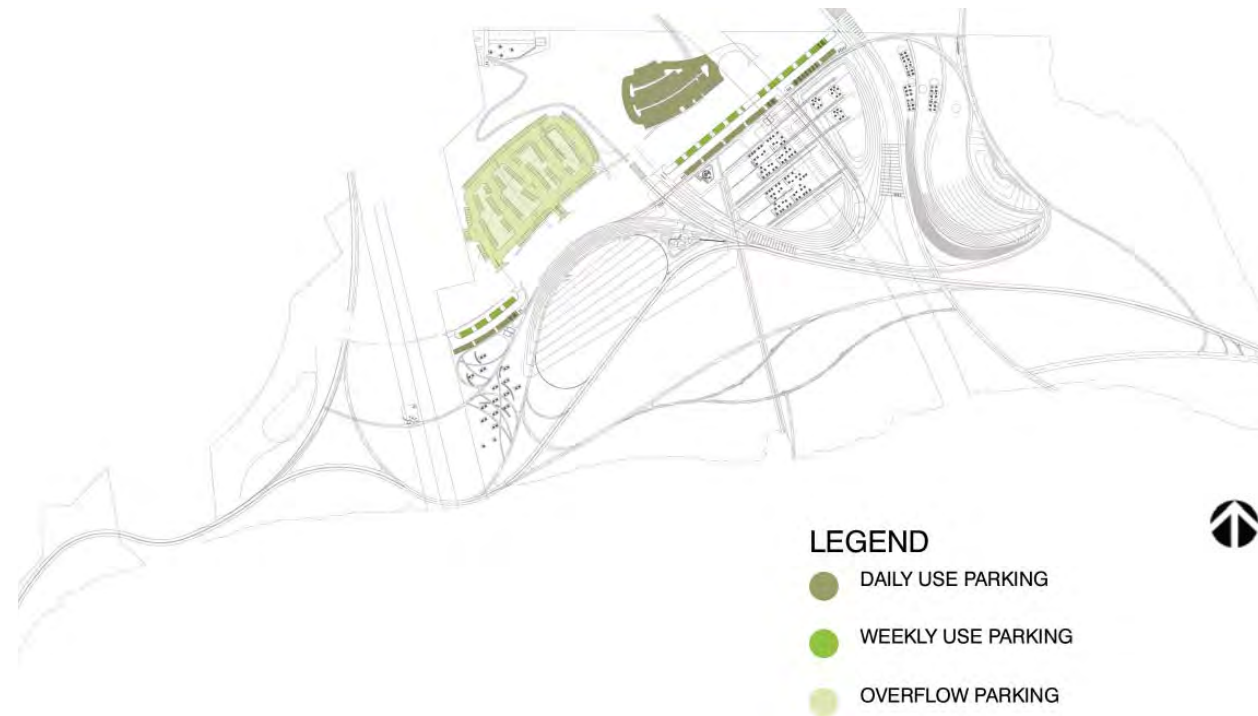 LEGEND
DAILY USE PARKING
WEEKLY USE PARKING
OVERFLOW PARKING